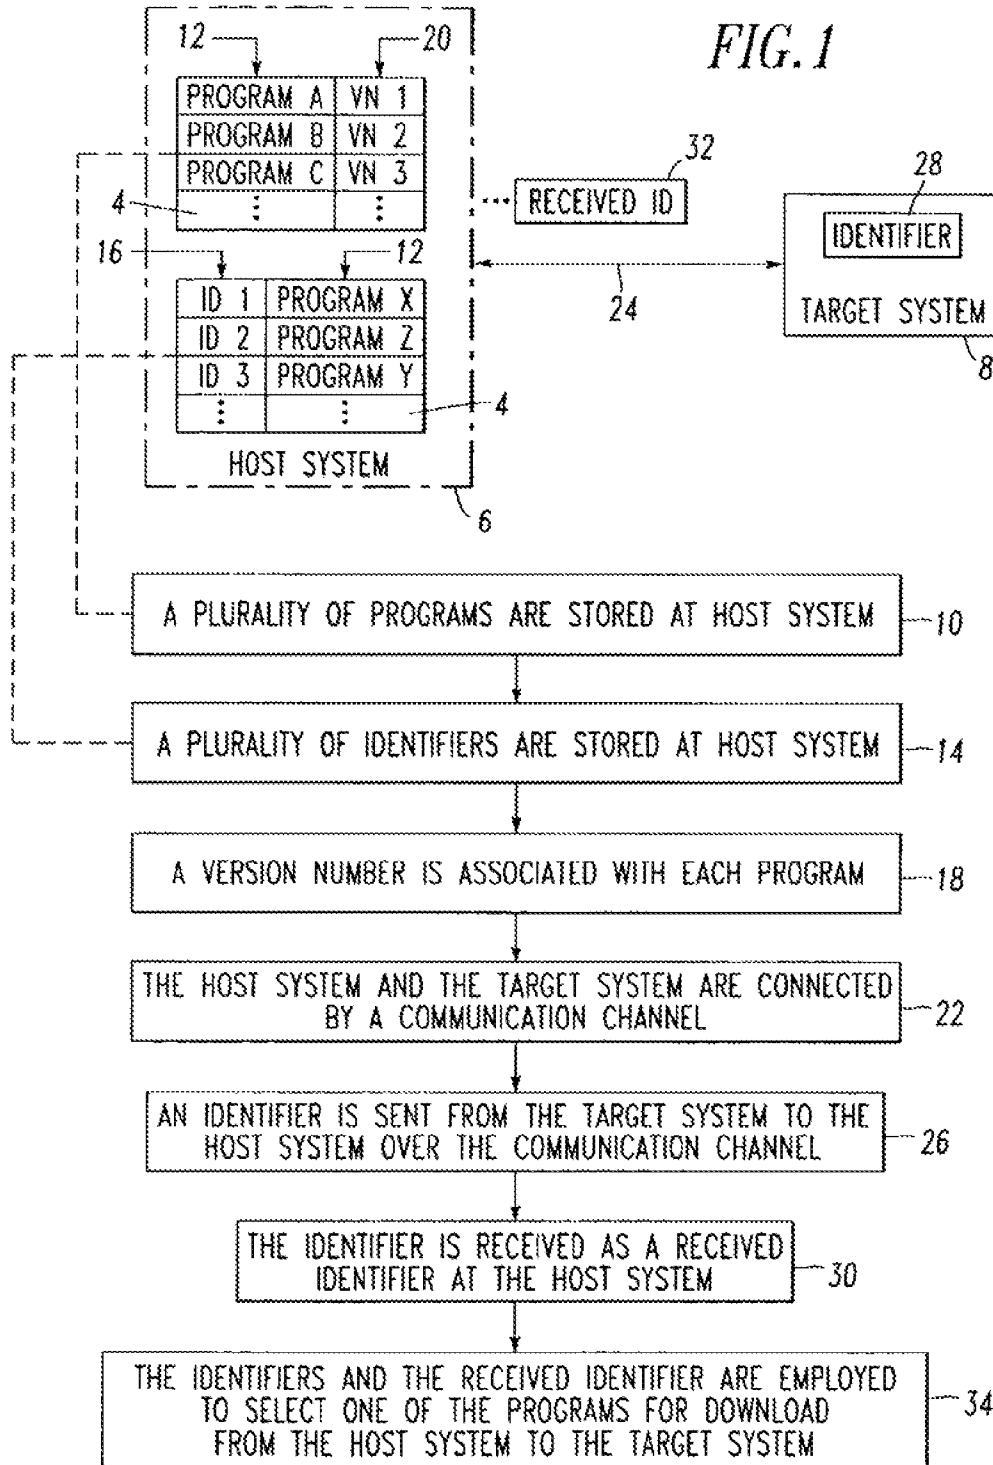 FIG. 1
12 20
PROGRAM A VN 1
PROGRAM B VN 2
PROGRAM C VN 3
4
16 12
ID 1 PROGRAM X
ID 2 PROGRAM Z
ID 3 PROGRAM Y
4
HOST SYSTEM
6
32
RECEIVED ID
24
28
IDENTIFIER
TARGET SYSTEM
8
A PLURALITY OF PROGRAMS ARE STORED AT HOST SYSTEM
10
A PLURALITY OF IDENTIFIERS ARE STORED AT HOST SYSTEM
14
A VERSION NUMBER IS ASSOCIATED WITH EACH PROGRAM
18
THE HOST SYSTEM AND THE TARGET SYSTEM ARE CONNECTED
BY A COMMUNICATION CHANNEL
22
AN IDENTIFIER IS SENT FROM THE TARGET SYSTEM TO THE
HOST SYSTEM OVER THE COMMUNICATION CHANNEL
26
THE IDENTIFIER IS RECEIVED AS A RECEIVED
IDENTIFIER AT THE HOST SYSTEM
30
THE IDENTIFIERS AND THE RECEIVED IDENTIFIER ARE EMPLOYED
TO SELECT ONE OF THE PROGRAMS FOR DOWNLOAD
FROM THE HOST SYSTEM TO THE TARGET SYSTEM
34